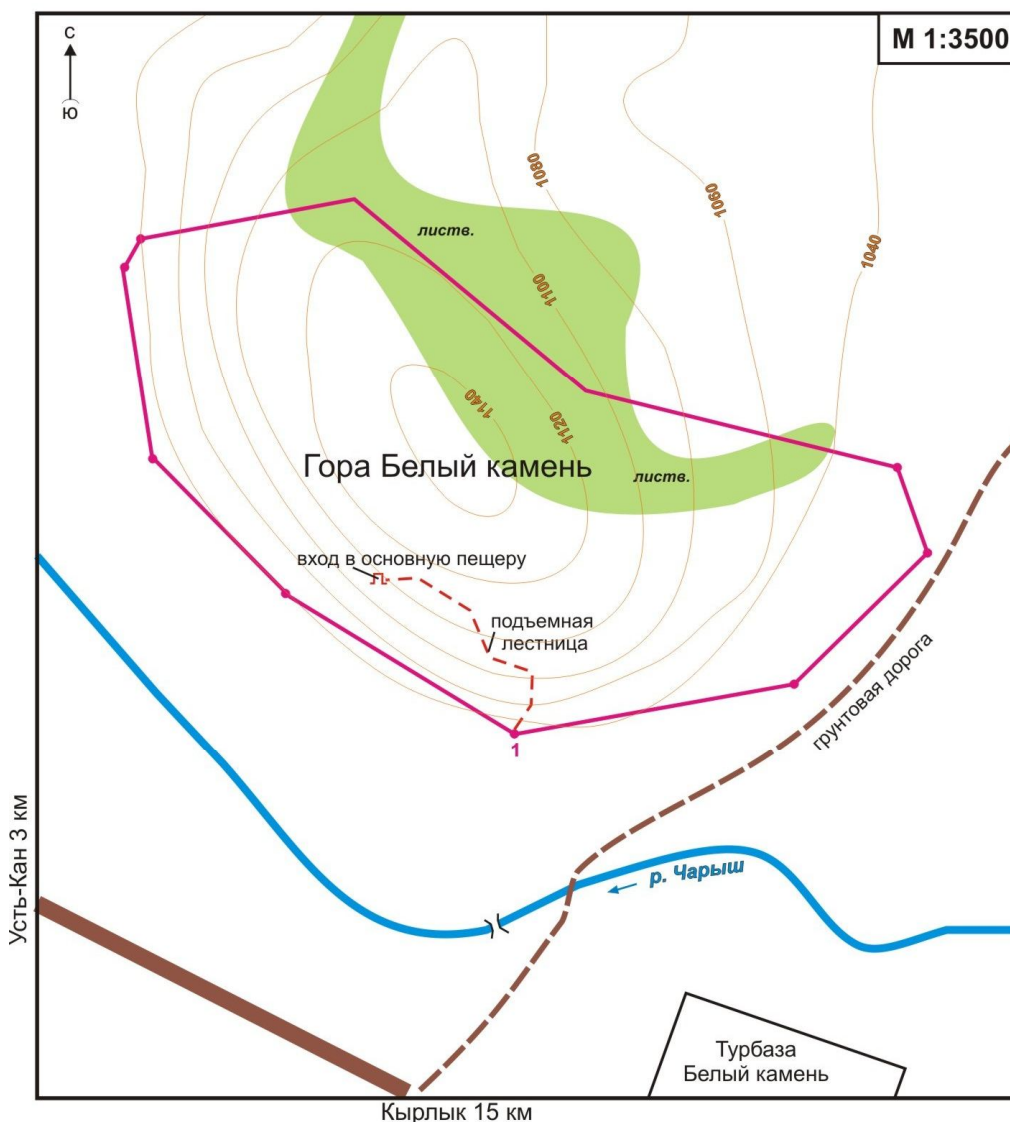 С
Ю
М 1:3500
1080
1060
листв.
1040
1100
1140
1120
Гора Белый камень
листв.
вход в основную пещеру
подъемная
лестница
грунтовая дорога
1
р. Чарыш
Усть-Кан 3 км
Турбаза
Белый камень
Кырлык 15 км